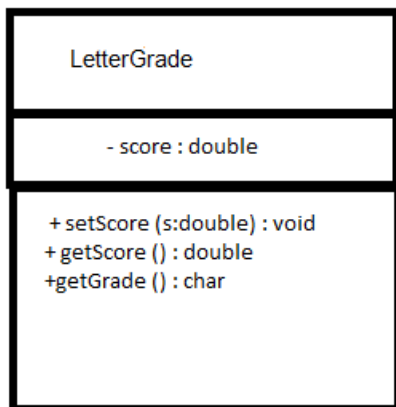 LetterGrade
- score : double
+ setScore (s:double) : void
+ getScore () : double
+getGrade () : char